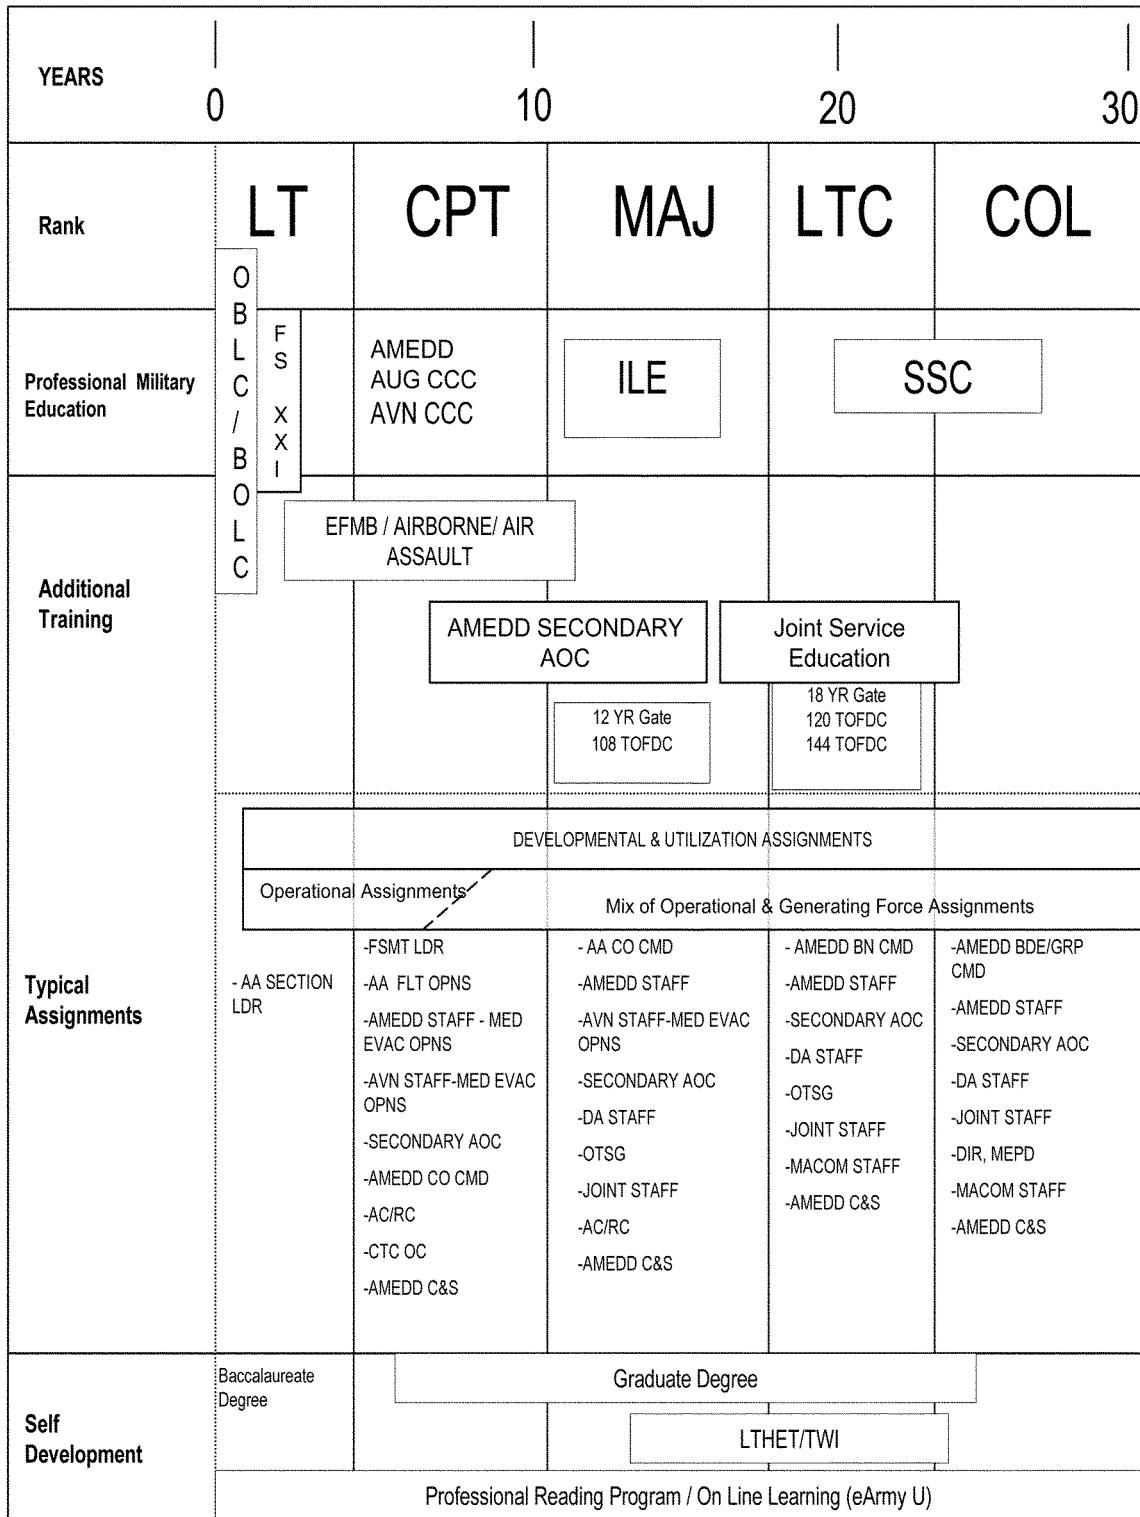 YEARS
0 10 20 30
Rank
LT CPT MAJ LTC COL
OBLC/BOLC
FS XXI
Professional Military
Education
AMEDD
AUG CCC
AVN CCC
ILE
SSC
Additional
Training
EFMB / AIRBORNE/ AIR
ASSAULT
AMEDD SECONDARY
AOC
Joint Service
Education
12 YR Gate
108 TOFDC
18 YR Gate
120 TOFDC
144 TOFDC
DEVELOPMENTAL & UTILIZATION ASSIGNMENTS
Operational Assignments
Mix of Operational & Generating Force Assignments
Typical
Assignments
- AA SECTION
LDR
-FSMT LDR
-AA FLT OPNS
-AMEDD STAFF - MED
EVAC OPNS
-AVN STAFF-MED EVAC
OPNS
-SECONDARY AOC
-AMEDD CO CMD
-AC/RC
-CTC OC
-AMEDD C&S
- AA CO CMD
-AMEDD STAFF
-AVN STAFF-MED EVAC
OPNS
-SECONDARY AOC
-DA STAFF
-OTSG
-JOINT STAFF
-AC/RC
-AMEDD C&S
- AMEDD BN CMD
-AMEDD STAFF
-SECONDARY AOC
-DA STAFF
-OTSG
-JOINT STAFF
-MACOM STAFF
-AMEDD C&S
-AMEDD BDE/GRP
CMD
-AMEDD STAFF
-SECONDARY AOC
-DA STAFF
-JOINT STAFF
-DIR, MEPD
-MACOM STAFF
-AMEDD C&S
Self
Development
Baccalaureate
Degree
Graduate Degree
LTHET/TWI
Professional Reading Program / On Line Learning (eArmy U)